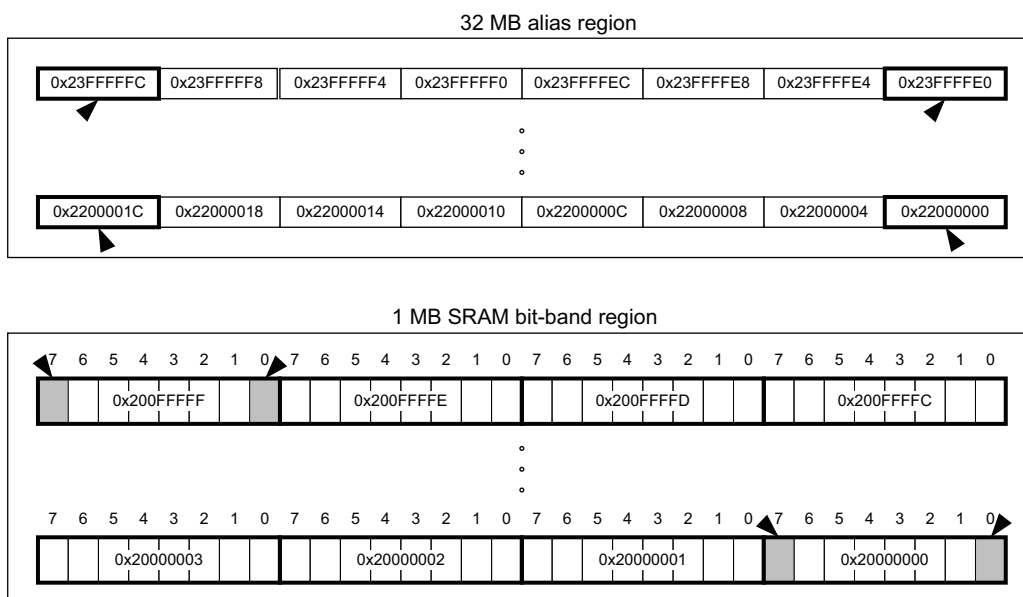 32 MB alias region
0x23FFFFFC 0x23FFFFF8 0x23FFFFF4 0x23FFFFF0 0x23FFFFEC 0x23FFFFE8 0x23FFFFE4 0x23FFFFE0
0x2200001C 0x22000018 0x22000014 0x22000010 0x2200000C 0x22000008 0x22000004 0x22000000
1 MB SRAM bit-band region
7 6 5 4 3 2 1 0 7 6 5 4 3 2 1 0 7 6 5 4 3 2 1 0 7 6 5 4 3 2 1 0
0x200FFFFF 0x200FFFFE 0x200FFFFD 0x200FFFFC
7 6 5 4 3 2 1 0 7 6 5 4 3 2 1 0 7 6 5 4 3 2 1 0 7 6 5 4 3 2 1 0
0x20000003 0x20000002 0x20000001 0x20000000